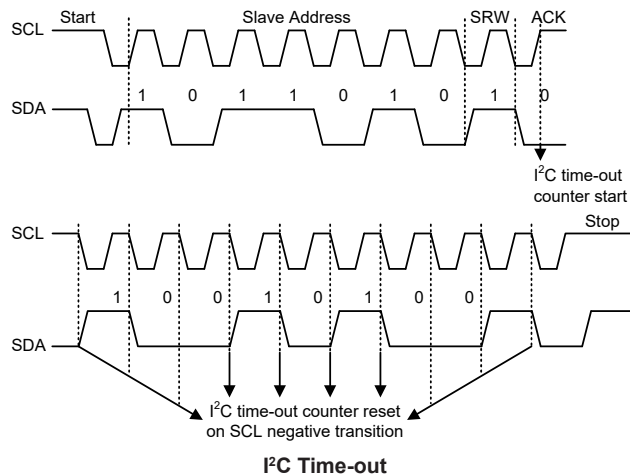 Start Slave Address SRW ACK
SCL
1 0 1 1 0 1 0 1 0
SDA
I²C time-out
counter start
Stop
SCL
1 0 0 1 0 1 0 0
SDA
I²C time-out counter reset
on SCL negative transition
I²C Time-out